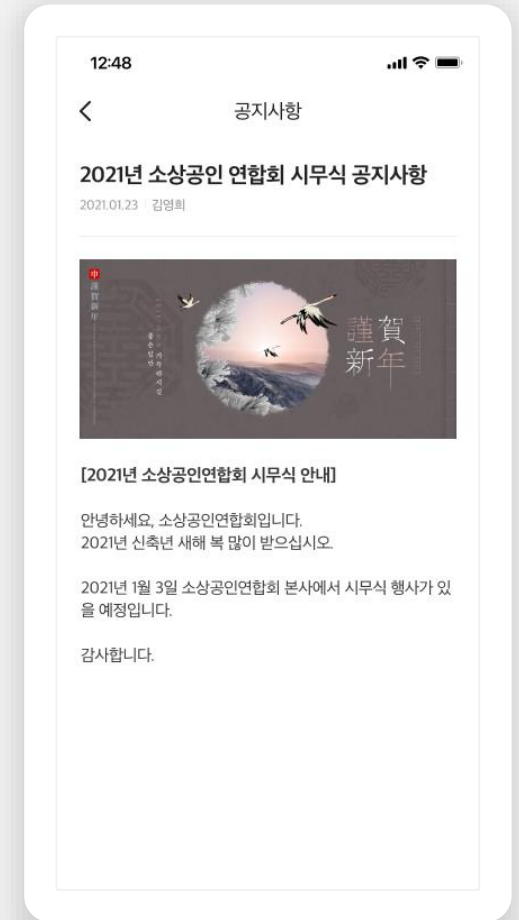 12:48
공지사항
2021년 소상공인 연합회 시무식 공지사항
2021.01.23 김영희
謹賀新年
謹賀
新年
[2021년 소상공인연합회 시무식 안내]
안녕하세요, 소상공인연합회입니다.
2021년 신축년 새해 복 많이 받으십시오.
2021년 1월 3일 소상공인연합회 본사에서 시무식 행사가 있
을 예정입니다.
감사합니다.